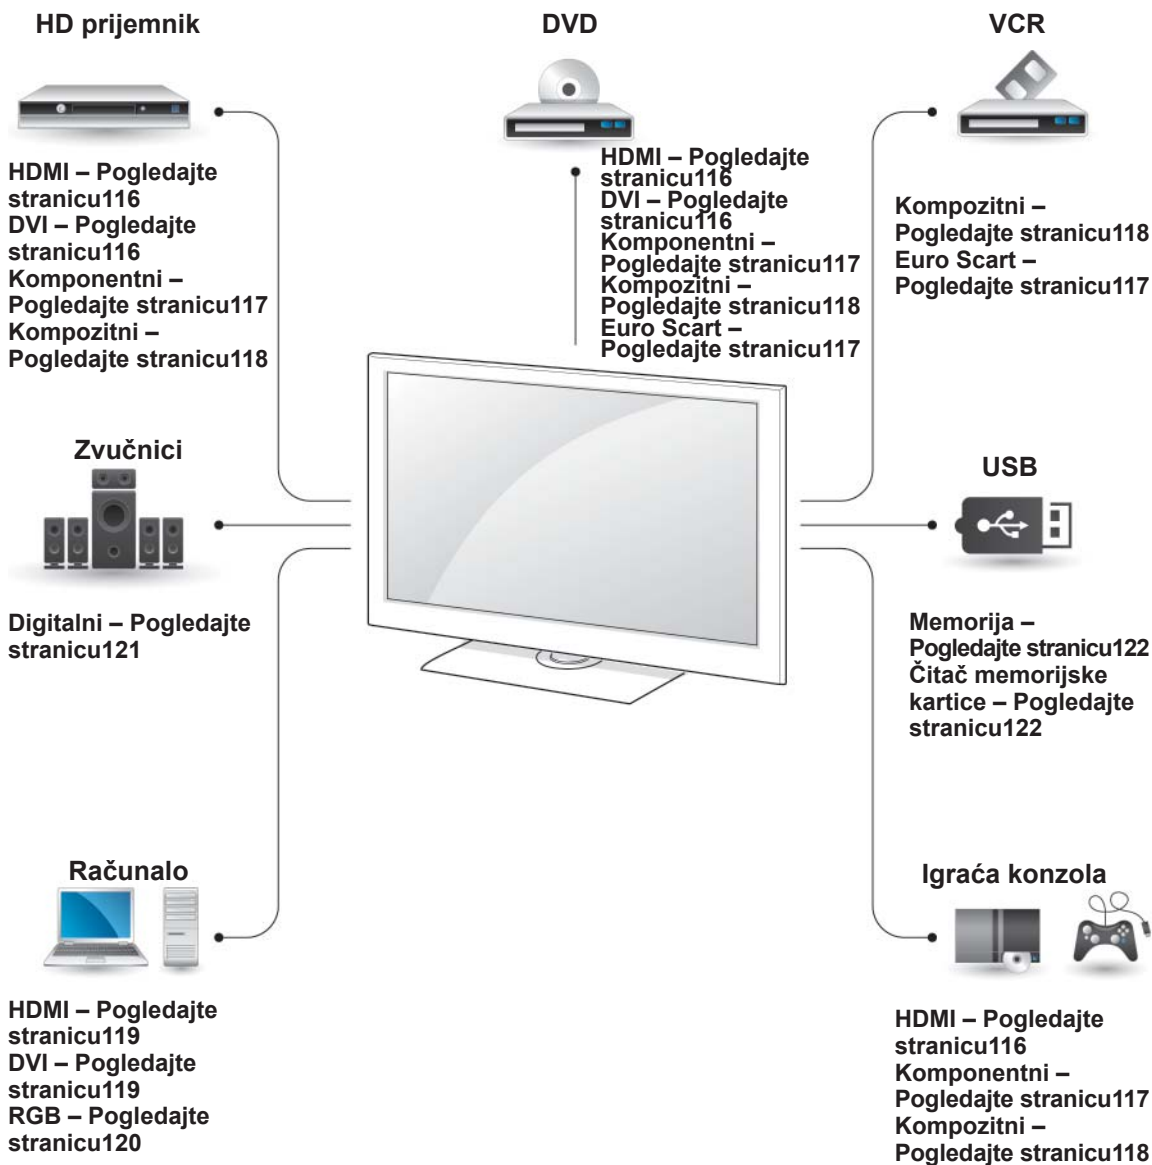 HD prijemnik
HDMI – Pogledajte
stranicu116
DVI – Pogledajte
stranicu116
Komponentni –
Pogledajte stranicu117
Kompozitni –
Pogledajte stranicu118
DVD
HDMI – Pogledajte
stranicu116
DVI – Pogledajte
stranicu116
Komponentni –
Pogledajte stranicu117
Kompozitni –
Pogledajte stranicu118
Euro Scart –
Pogledajte stranicu117
VCR
Kompozitni –
Pogledajte stranicu118
Euro Scart –
Pogledajte stranicu117
Zvučnici
Digitalni – Pogledajte
stranicu121
USB
Memorija –
Pogledajte stranicu122
Čitač memorijske
kartice – Pogledajte
stranicu122
Računalo
HDMI – Pogledajte
stranicu119
DVI – Pogledajte
stranicu119
RGB – Pogledajte
stranicu120
Igraća konzola
HDMI – Pogledajte
stranicu116
Komponentni –
Pogledajte stranicu117
Kompozitni –
Pogledajte stranicu118